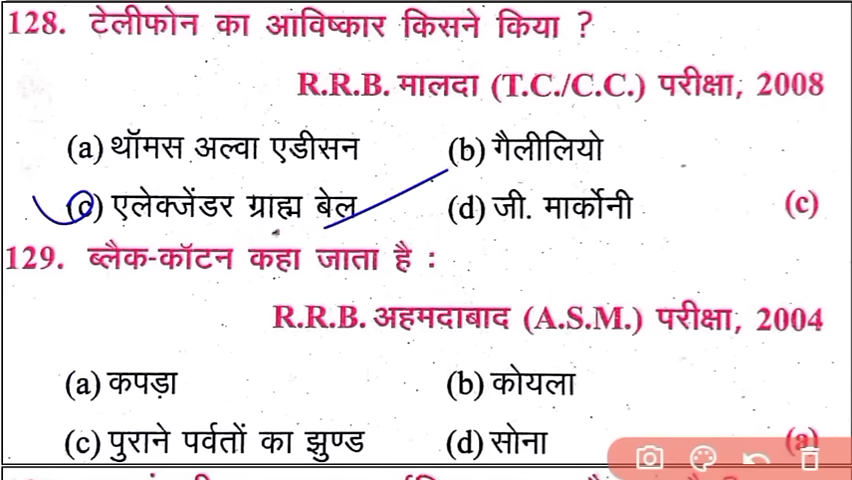 128. टेलीफोन का आविष्कार किसने किया ?
R.R.B. मालदा (T.C./C.C.) परीक्षा, 2008
(a) थॉमस अल्वा एडीसन (b) गैलीलियो
(c) एलेक्जेंडर ग्राह्म बेल (d) जी. मार्कोनी (c)
129. ब्लैक-कॉटन कहा जाता है :
R.R.B. अहमदाबाद (A.S.M.) परीक्षा, 2004
(a) कपड़ा (b) कोयला
(c) पुराने पर्वतों का झुण्ड (d) सोना (a)